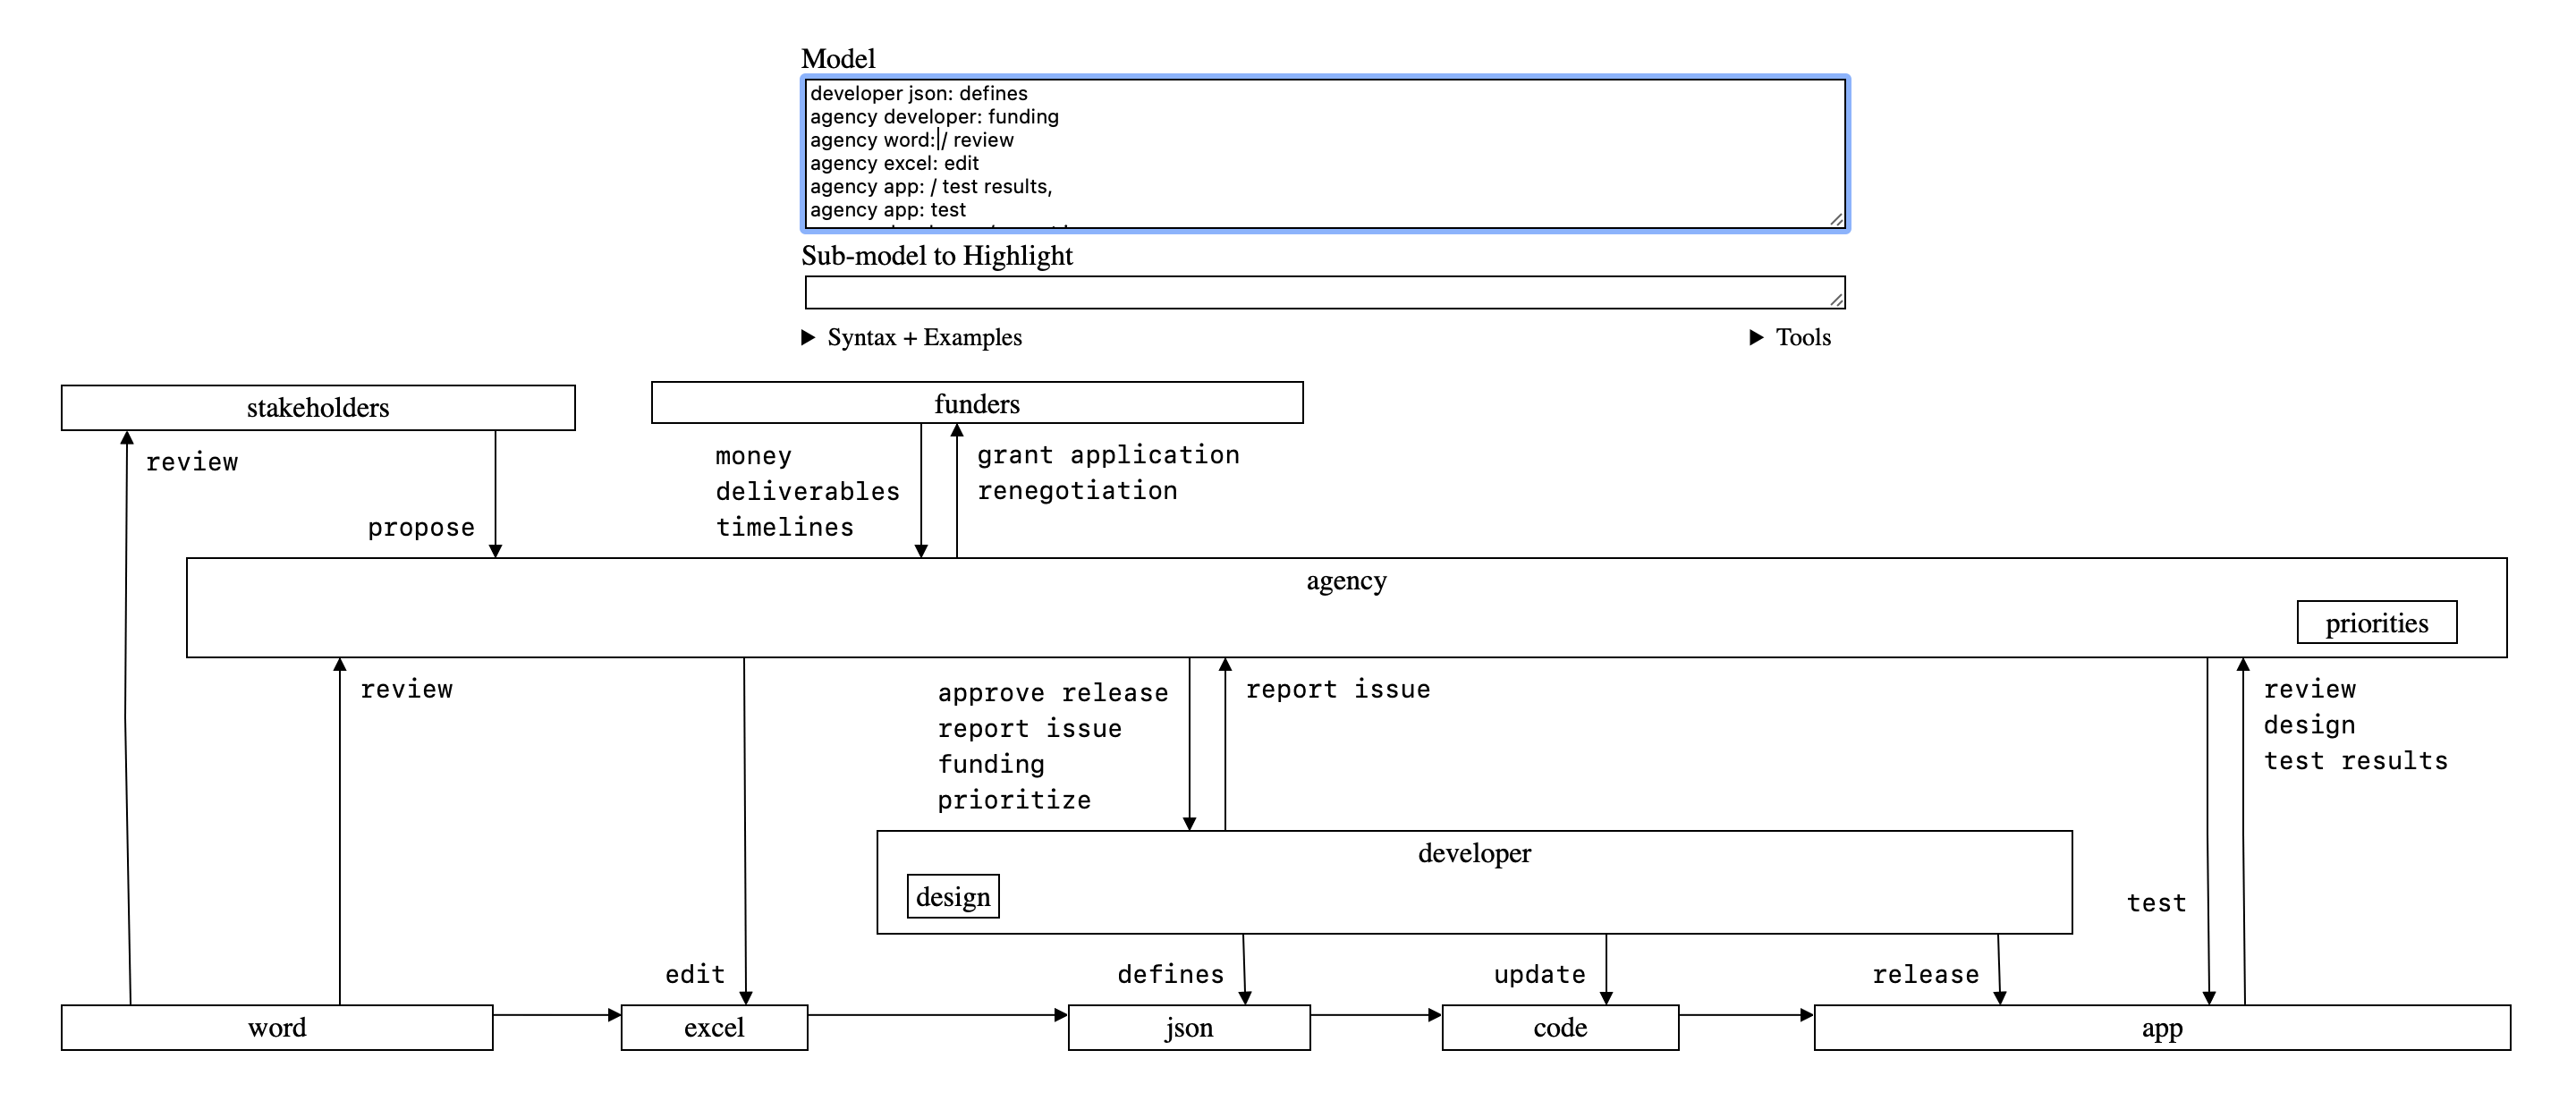 Model
developer json: defines
agency developer: funding
agency word:/ review
agency excel: edit
agency app: / test results,
agency app: test
Sub-model to Highlight
Syntax + Examples
Tools
stakeholders
funders
review
propose
money
deliverables
timelines
grant application
renegotiation
agency
priorities
review
approve release
report issue
funding
prioritize
report issue
review
design
test results
developer
design
test
edit
defines
update
release
word
excel
json
code
app